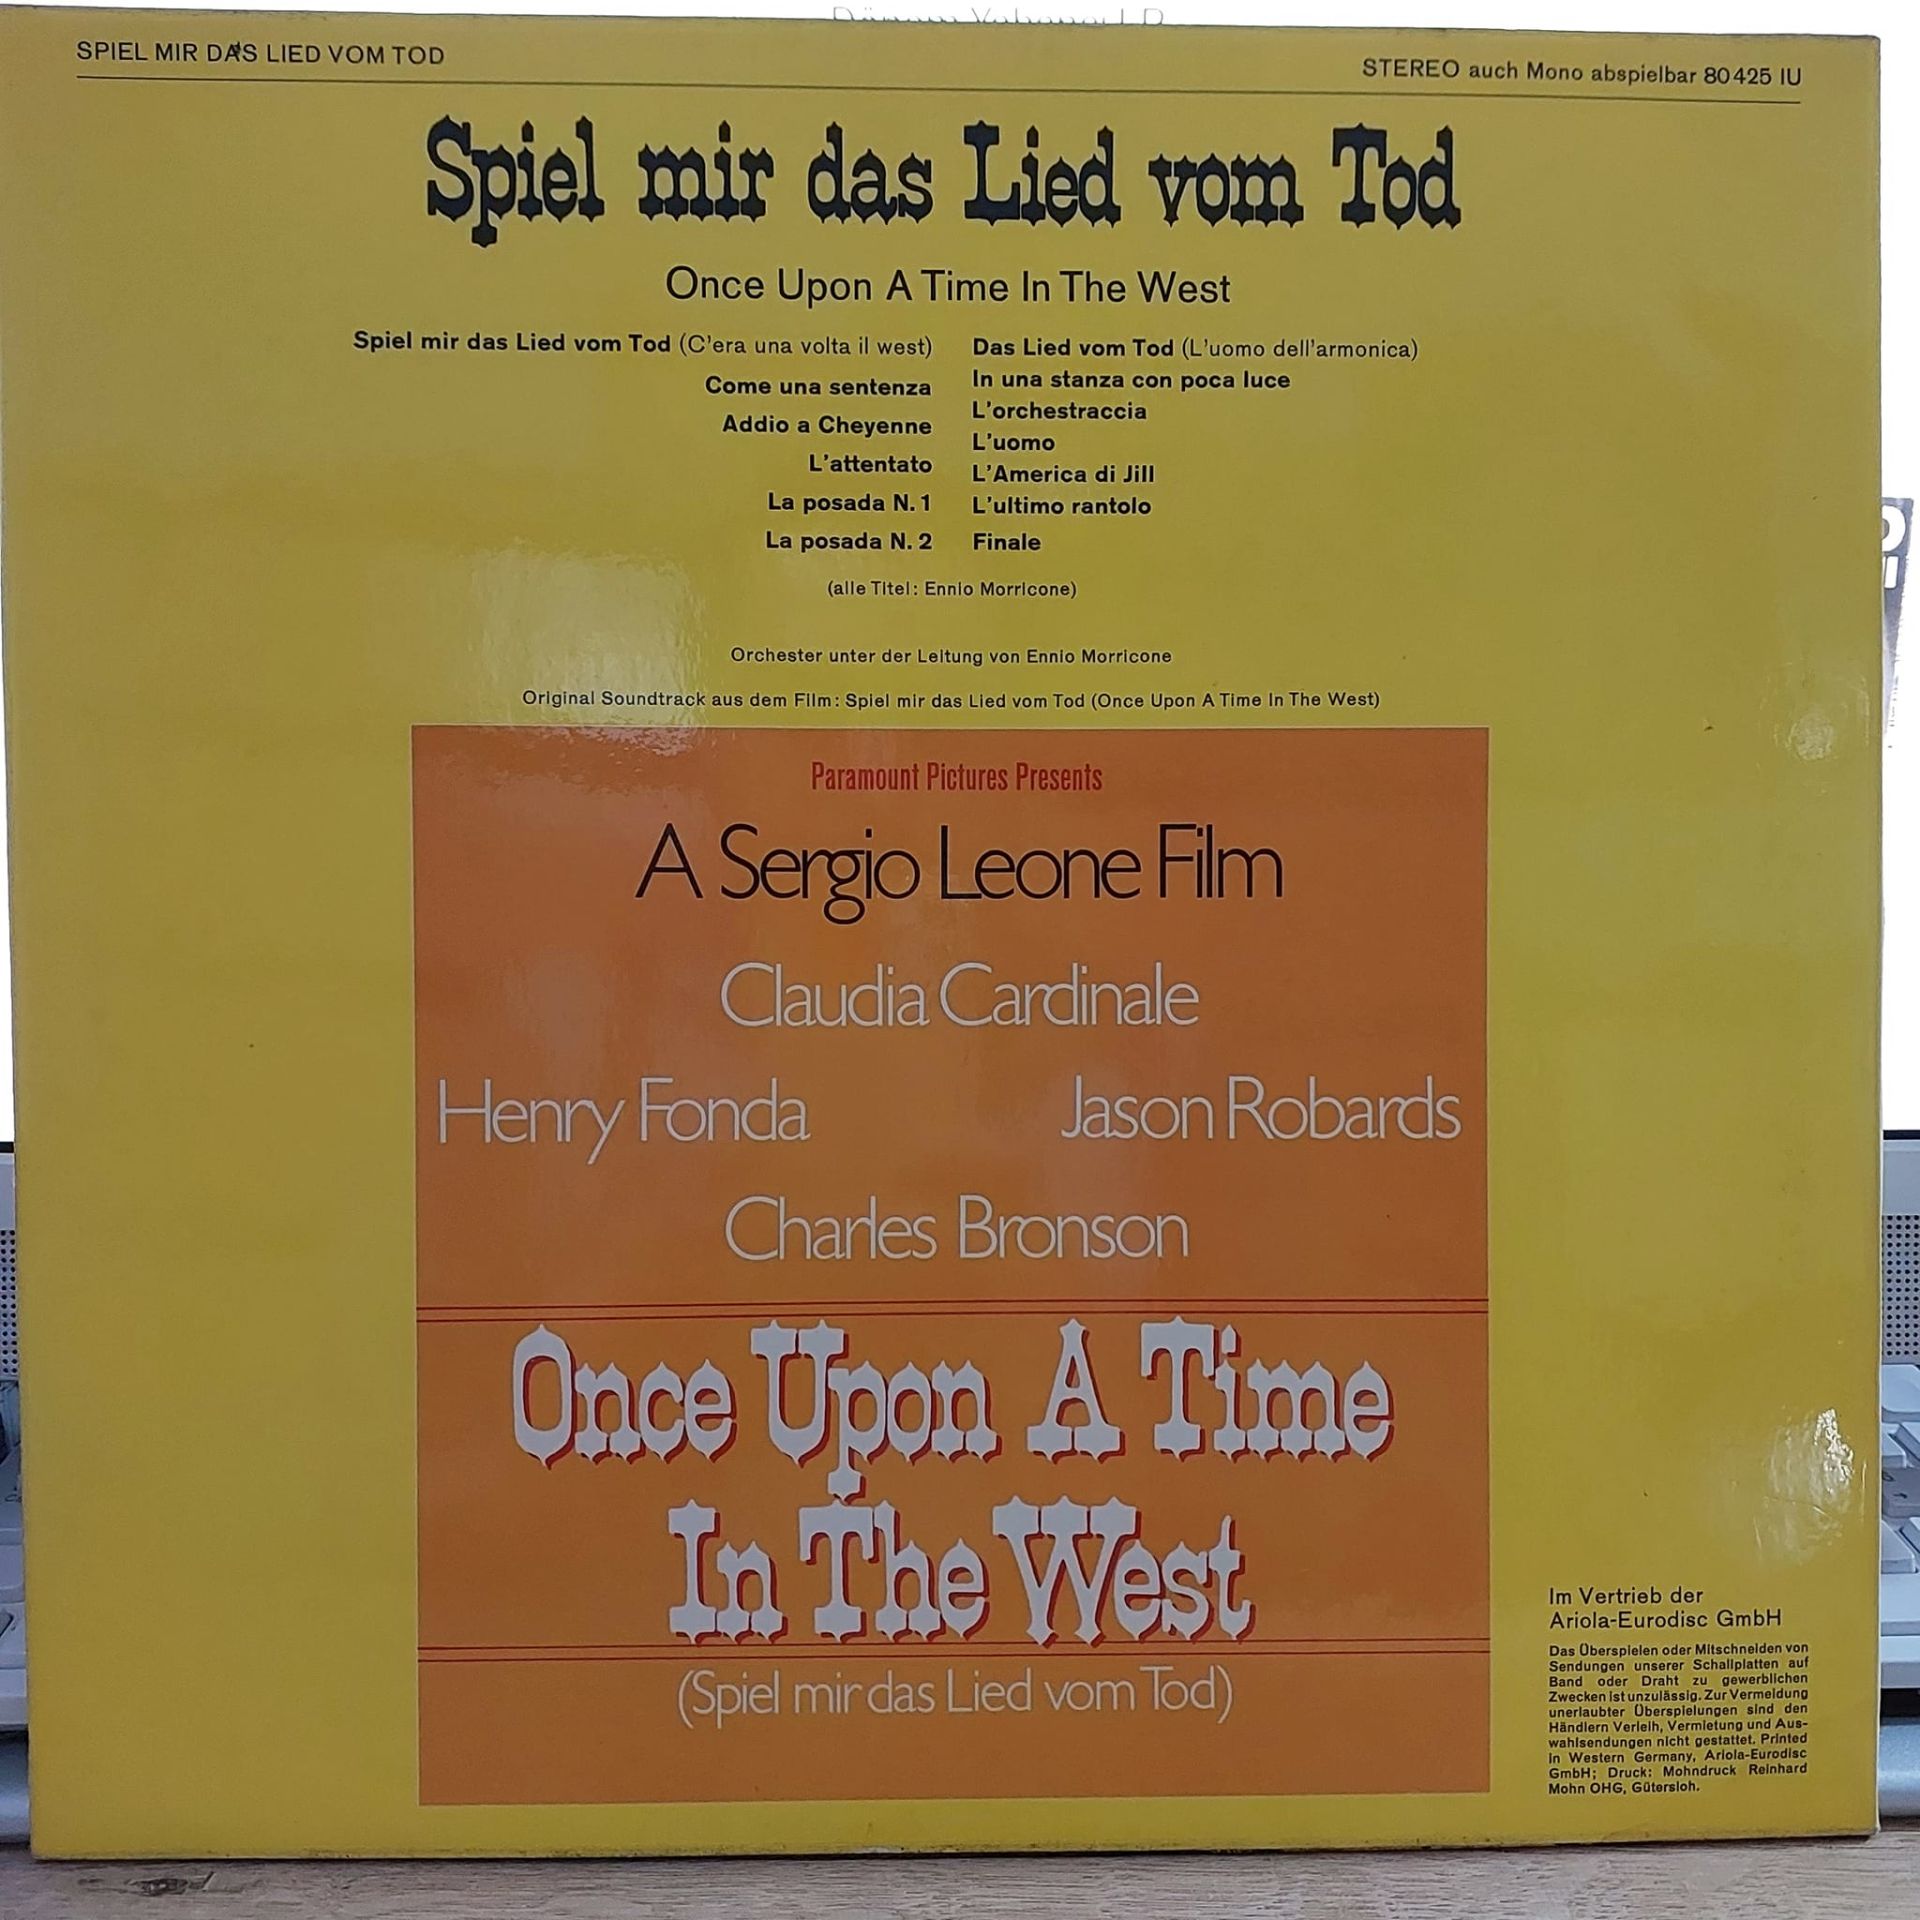 SPIEL MIR DAS LIED VOM TOD
STEREO auch Mono abspielbar 80425 IU
Spiel mir das Lied vom Tod
Once Upon A Time In The West
Spiel mir das Lied vom Tod (C'era una volta il west)
Come una sentenza
Addio a Cheyenne
L'attentato
La posada N. 1
La posada N. 2
Das Lied vom Tod (L'uomo dell'armonica)
In una stanza con poca luce
L'orchestraccia
L'uomo
L'America di Jill
L'ultimo rantolo
Finale
(alle Titel: Ennio Morricone)
Orchester unter der Leitung von Ennio Morricone
Original Soundtrack aus dem Film: Spiel mir das Lied vom Tod (Once Upon A Time In The West)
Paramount Pictures Presents
A Sergio Leone Film
Claudia Cardinale
Henry Fonda Jason Robards
Charles Bronson
Once Upon A Time
In The West
(Spiel mir das Lied vom Tod)
Im Vertrieb der
Ariola-Eurodisc GmbH
Das Überspielen oder Mitschneiden von
Sendungen unserer Schallplatten auf
Band oder Draht zu gewerblichen
Zwecken ist unzulässig. Zur Vermeidung
unerlaubter Überspielungen sind den
Händlern Verleih, Vermietung und Aus-
wahlsendungen nicht gestattet. Printed
in Western Germany, Ariola-Eurodisc
GmbH; Druck: Mohndruck Reinhard
Mohn OHG, Gütersloh.